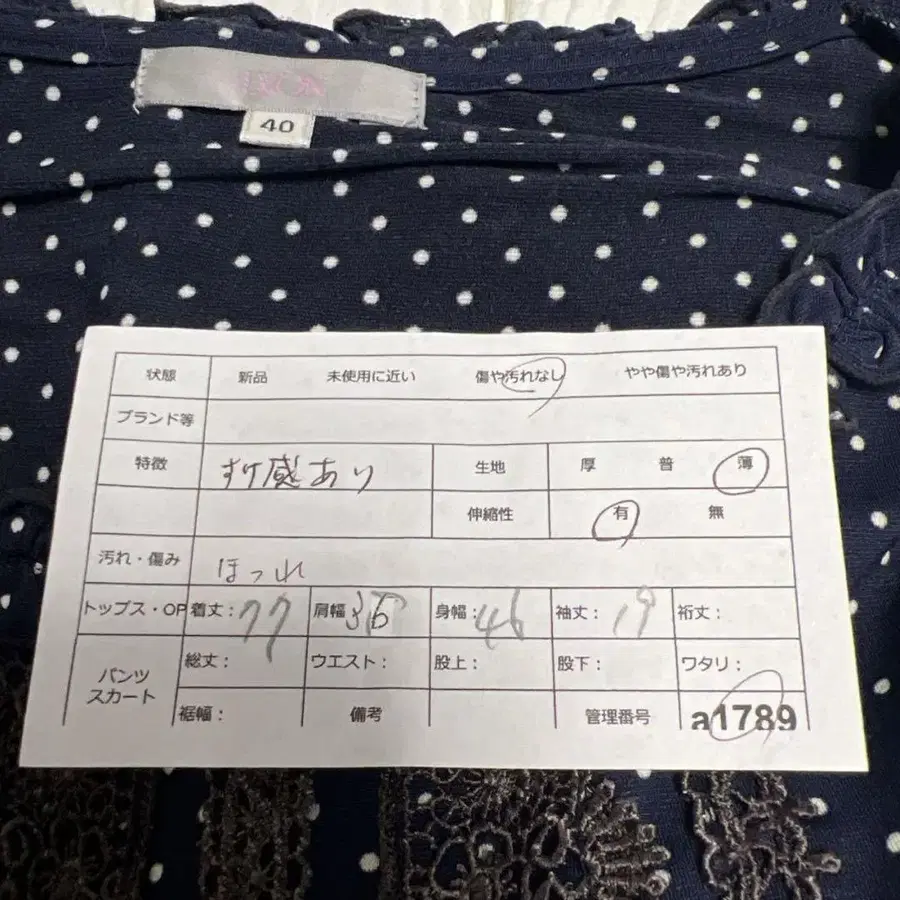 40
状態 新品 未使用に近い 傷や汚れなし やや傷や汚れあり
ブランド等
特徴 すけ感あり 生地 厚 普 薄
伸縮性 有 無
汚れ・傷み ほつれ
トップス・OP 着丈：77 肩幅：36 身幅：46 袖丈：19 裄丈：
パンツ スカート 総丈： ウエスト： 股上： 股下： ワタリ：
裾幅： 備考 管理番号 a1789